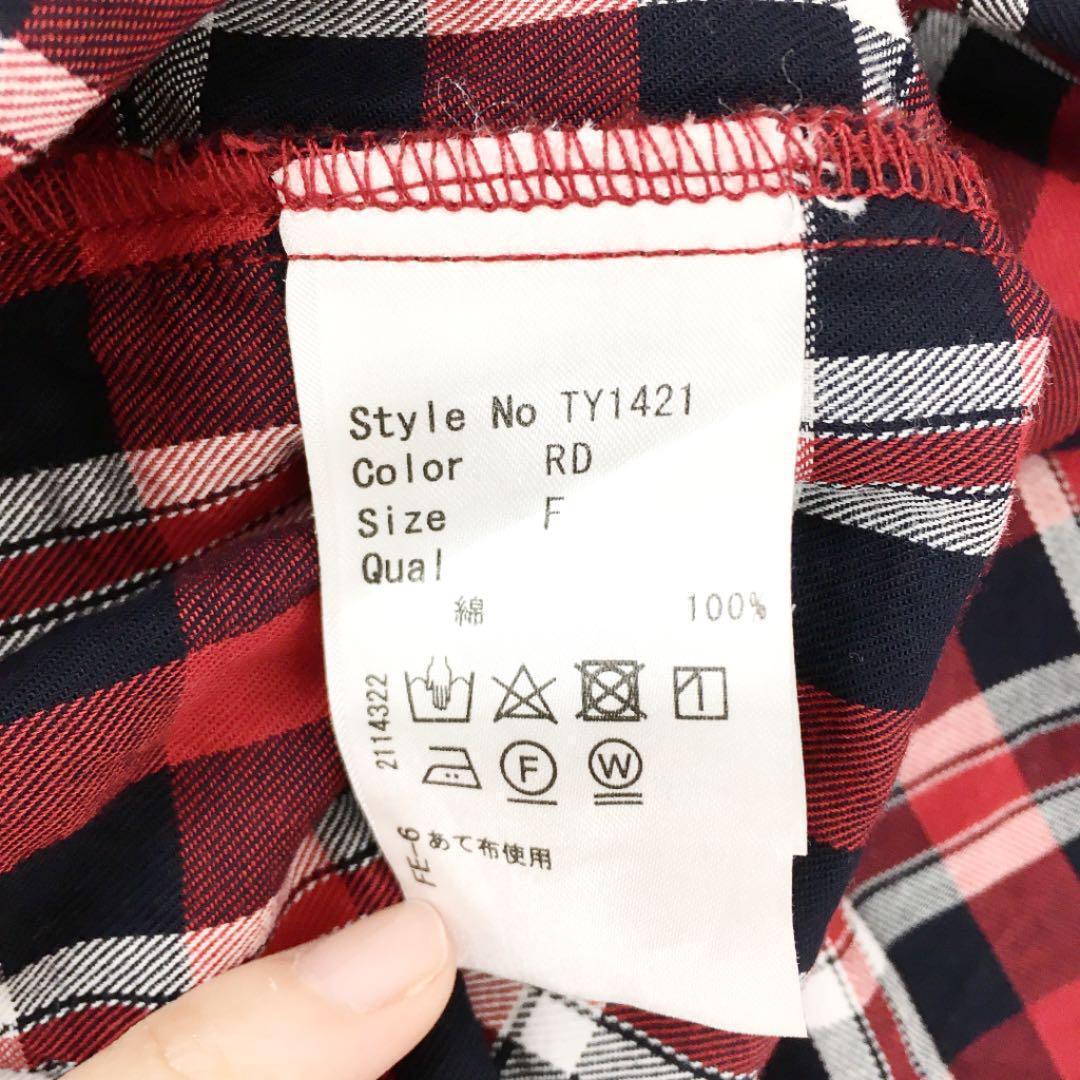 Style No TY1421
Color RD
Size F
Qual
綿 100%
2114322
F
W
FE-6
あて布使用